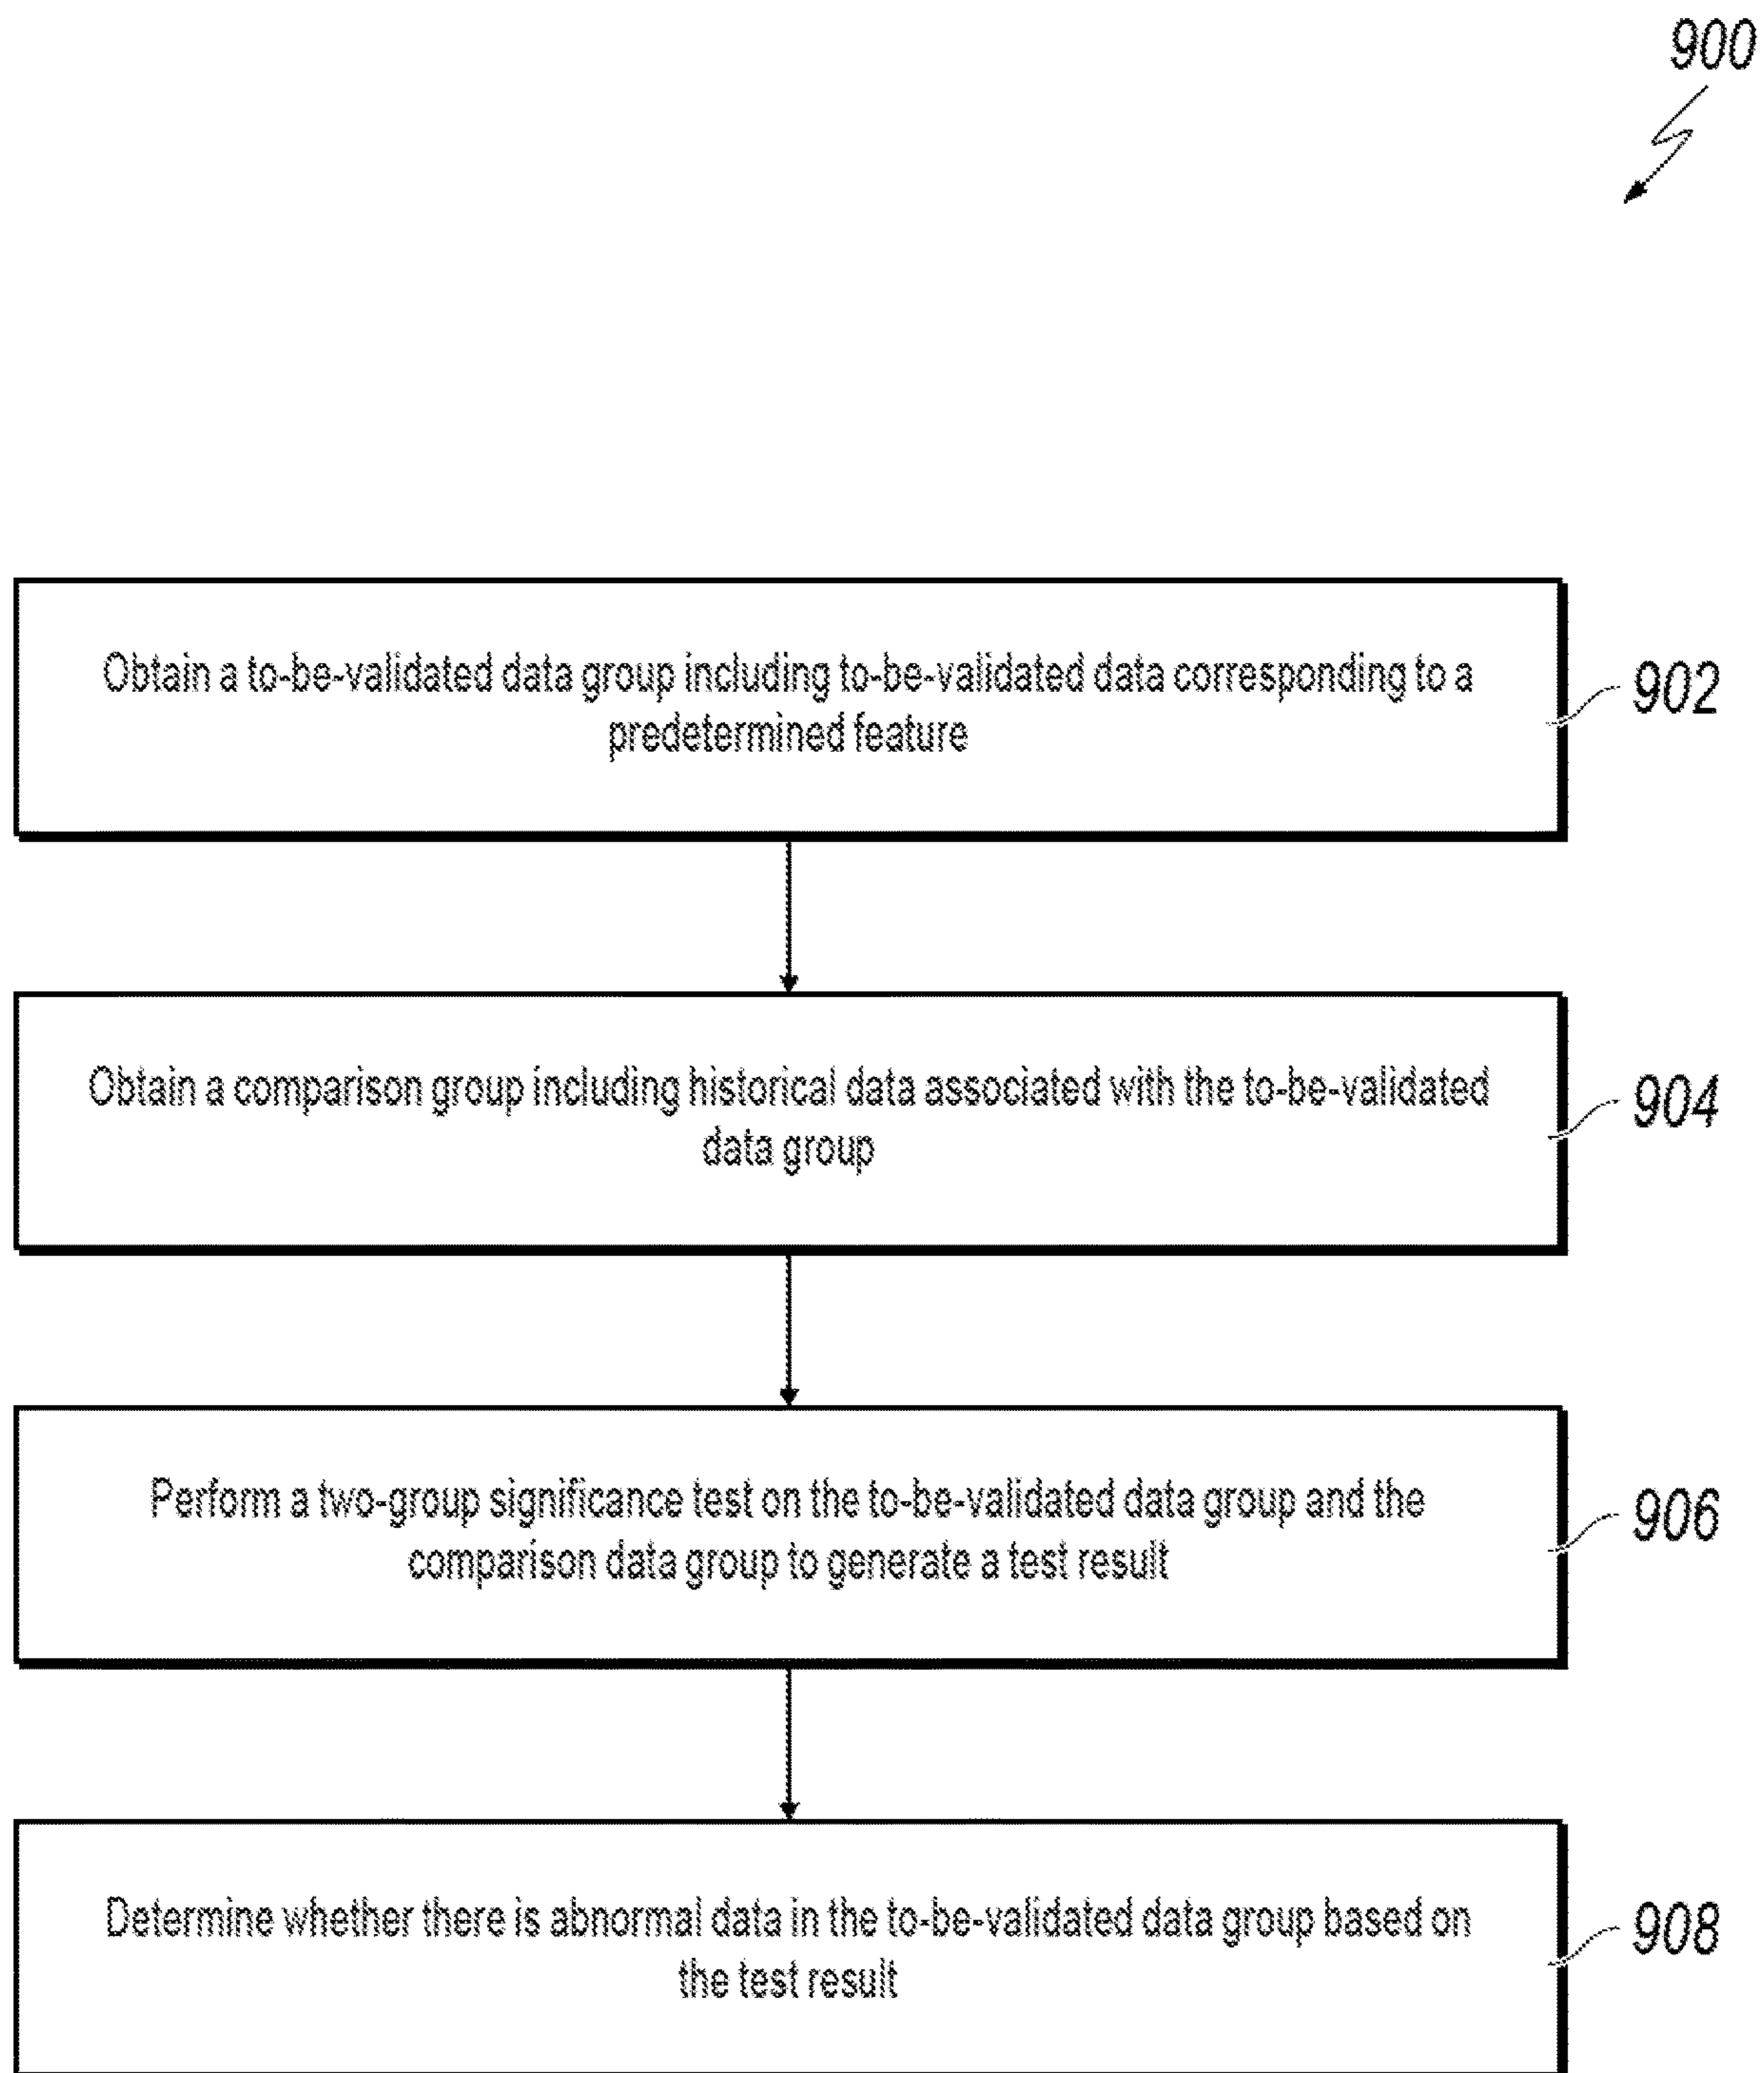 900
Obtain a to-be-validated data group including to-be-validated data corresponding to a
predetermined feature
902
Obtain a comparison group including historical data associated with the to-be-validated
data group
904
Perform a two-group significance test on the to-be-validated data group and the
comparison data group to generate a test result
906
Determine whether there is abnormal data in the to-be-validated data group based on
the test result
908